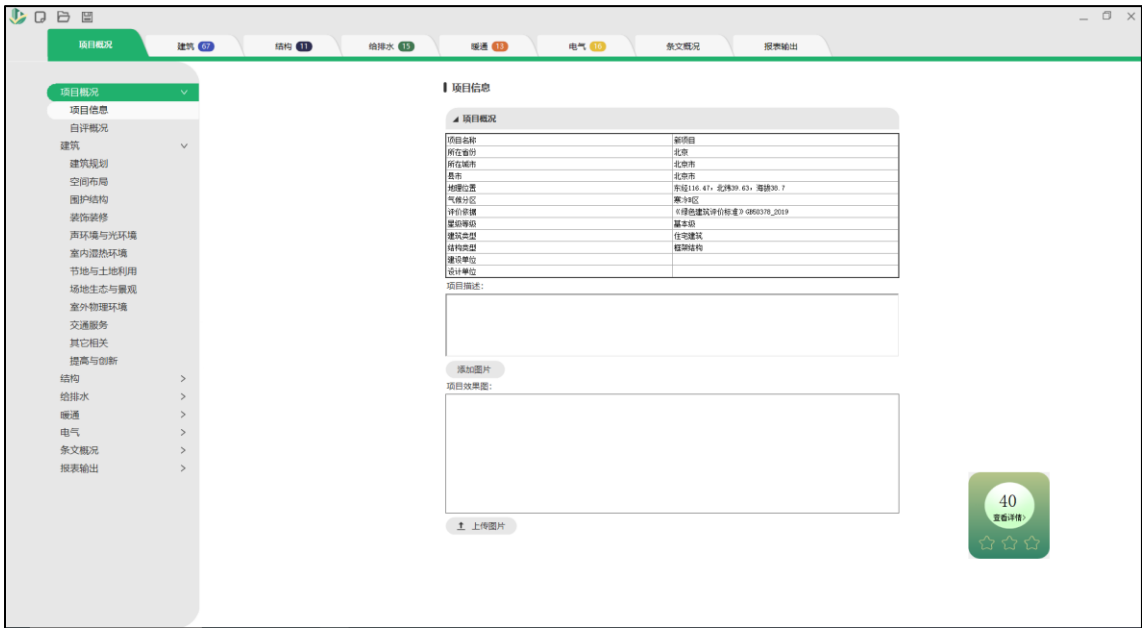 项目概况 建筑 67 结构 11 给排水 15 暖通 13 电气 16 条文概况 报表输出
项目概况
项目信息
自评概况
建筑
建筑规划
空间布局
围护结构
装饰装修
声环境与光环境
室内湿热环境
节地与土地利用
场地生态与景观
室外物理环境
交通服务
其它相关
提高与创新
结构
给排水
暖通
电气
条文概况
报表输出
项目信息
项目概况
项目名称 新项目
所在省份 北京
所在城市 北京市
县市 北京市
地理位置 东经116.47，北纬39.63，海拔38.7
气候分区 寒冷B区
评价依据 《绿色建筑评价标准》GB50378_2019
星级等级 基本级
建筑类型 住宅建筑
结构类型 框架结构
建设单位
设计单位
项目描述:
添加图片
项目效果图:
上传图片
40
查看详情>